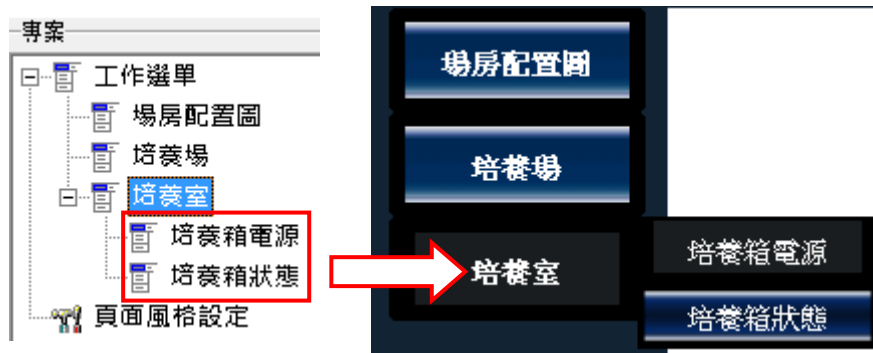 專案
工作選單
場房配置圖
培養場
培養室
培養箱電源
培養箱狀態
頁面風格設定
場房配置圖
培養場
培養室
培養箱電源
培養箱狀態